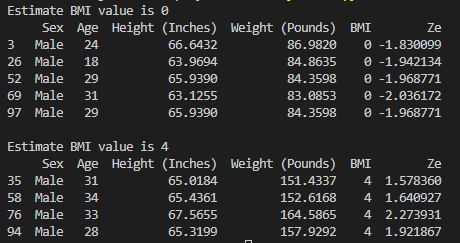 Estimate BMI value is 0
Sex Age Height (Inches) Weight (Pounds) BMI Ze
3 Male 24 66.6432 86.9820 0 -1.830099
26 Male 18 63.9694 84.8635 0 -1.942134
52 Male 29 65.9390 84.3598 0 -1.968771
69 Male 31 63.1255 83.0853 0 -2.036172
97 Male 29 65.9390 84.3598 0 -1.968771
Estimate BMI value is 4
Sex Age Height (Inches) Weight (Pounds) BMI Ze
35 Male 31 65.0184 151.4337 4 1.578360
58 Male 34 65.4361 152.6168 4 1.640927
76 Male 33 67.5655 164.5865 4 2.273931
94 Male 28 65.3199 157.9292 4 1.921867